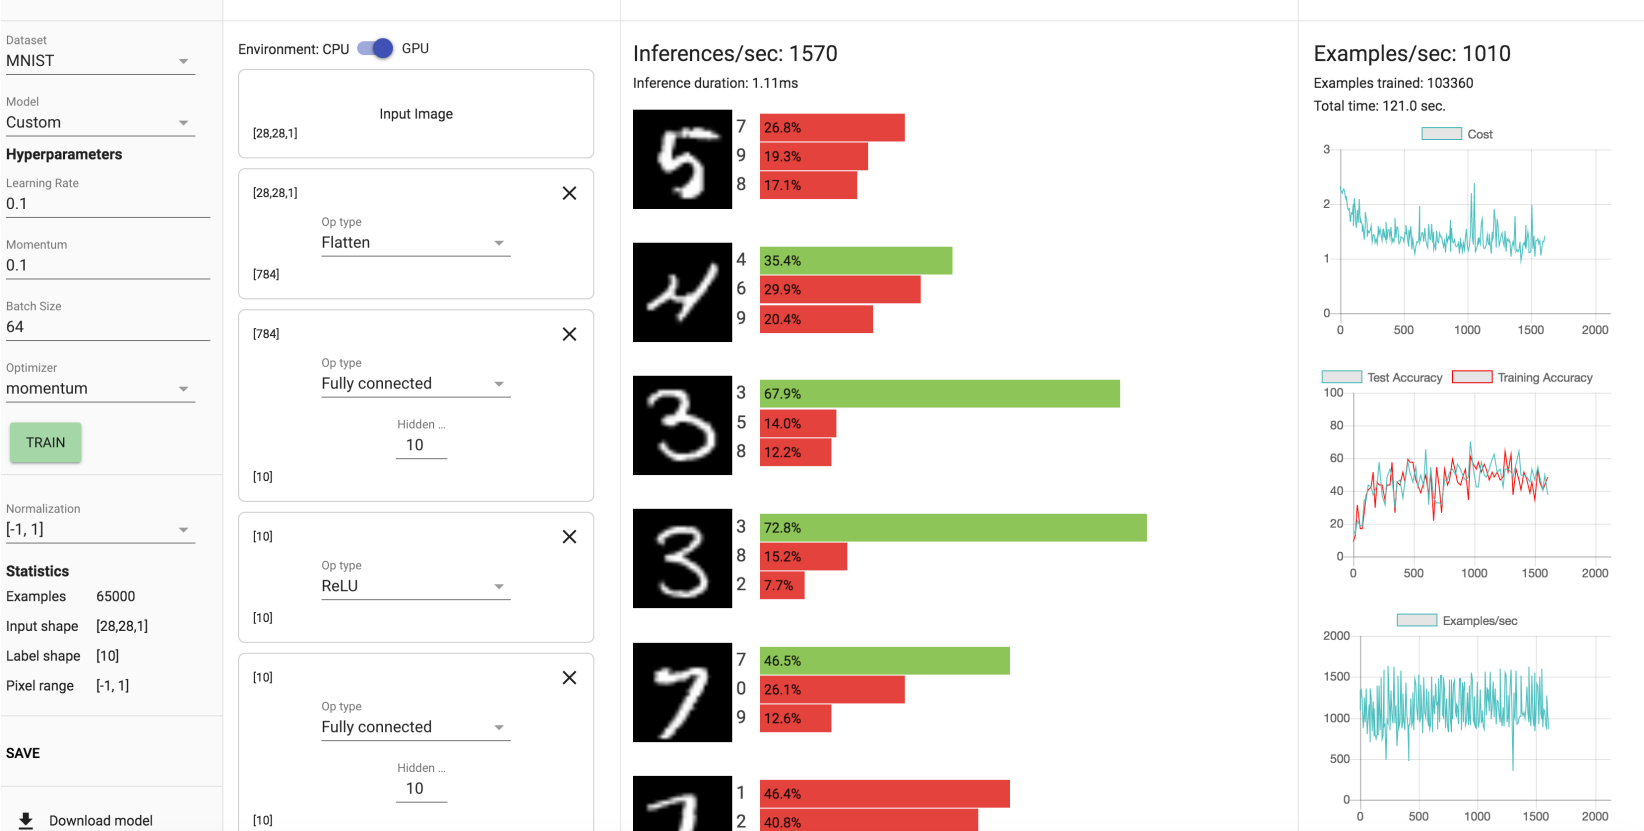 Dataset
MNIST
Model
Custom
Hyperparameters
Learning Rate
0.1
Momentum
0.1
Batch Size
64
Optimizer
momentum
TRAIN
Normalization
[-1, 1]
Statistics
Examples 65000
Input shape [28,28,1]
Label shape [10]
Pixel range [-1, 1]
SAVE
Download model
Environment: CPU GPU
Input Image
[28,28,1]
[28,28,1]
Op type
Flatten
[784]
[784]
Op type
Fully connected
Hidden ...
10
[10]
[10]
Op type
ReLU
[10]
[10]
Op type
Fully connected
Hidden ...
10
[10]
Inferences/sec: 1570
Inference duration: 1.11ms
5
7 26.8%
9 19.3%
8 17.1%
4
4 35.4%
6 29.9%
9 20.4%
3
3 67.9%
5 14.0%
8 12.2%
3
3 72.8%
8 15.2%
2 7.7%
7
7 46.5%
0 26.1%
9 12.6%
1 46.4%
2 40.8%
Examples/sec: 1010
Examples trained: 103360
Total time: 121.0 sec.
Cost
3
2
1
0
0 500 1000 1500 2000
Test Accuracy Training Accuracy
100
80
60
40
20
0
0 500 1000 1500 2000
Examples/sec
2000
1500
1000
500
0
0 500 1000 1500 2000